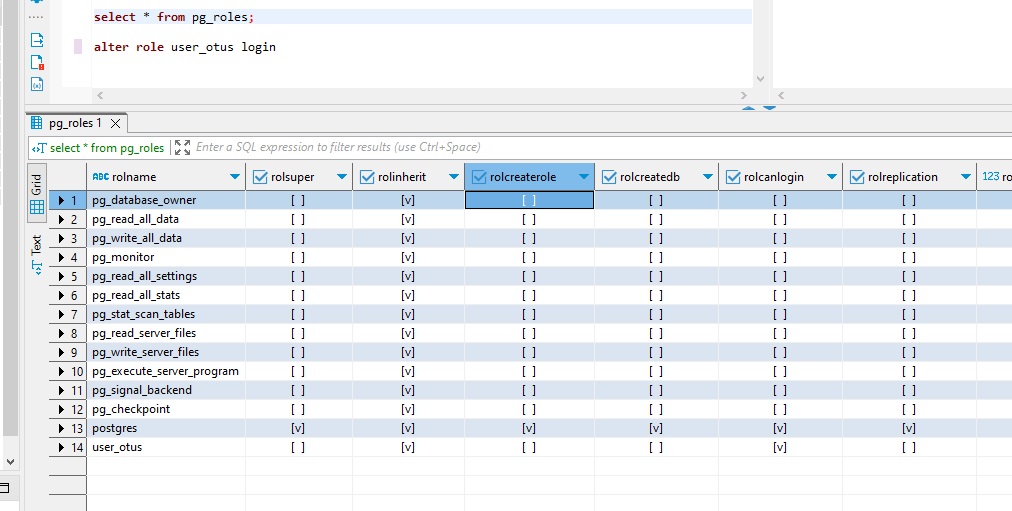 select * from pg_roles;
alter role user_otus login
pg_roles 1
select * from pg_roles Enter a SQL expression to filter results (use Ctrl+Space)
Grid
Text
ABC rolname rolsuper rolinherit rolcreaterole rolcreatedb rolcanlogin rolreplication 123 ro
1 pg_database_owner [ ] [v] [ ] [ ] [ ] [ ]
2 pg_read_all_data [ ] [v] [ ] [ ] [ ] [ ]
3 pg_write_all_data [ ] [v] [ ] [ ] [ ] [ ]
4 pg_monitor [ ] [v] [ ] [ ] [ ] [ ]
5 pg_read_all_settings [ ] [v] [ ] [ ] [ ] [ ]
6 pg_read_all_stats [ ] [v] [ ] [ ] [ ] [ ]
7 pg_stat_scan_tables [ ] [v] [ ] [ ] [ ] [ ]
8 pg_read_server_files [ ] [v] [ ] [ ] [ ] [ ]
9 pg_write_server_files [ ] [v] [ ] [ ] [ ] [ ]
10 pg_execute_server_program [ ] [v] [ ] [ ] [ ] [ ]
11 pg_signal_backend [ ] [v] [ ] [ ] [ ] [ ]
12 pg_checkpoint [ ] [v] [ ] [ ] [ ] [ ]
13 postgres [v] [v] [v] [v] [v] [v]
14 user_otus [ ] [v] [ ] [ ] [v] [ ]